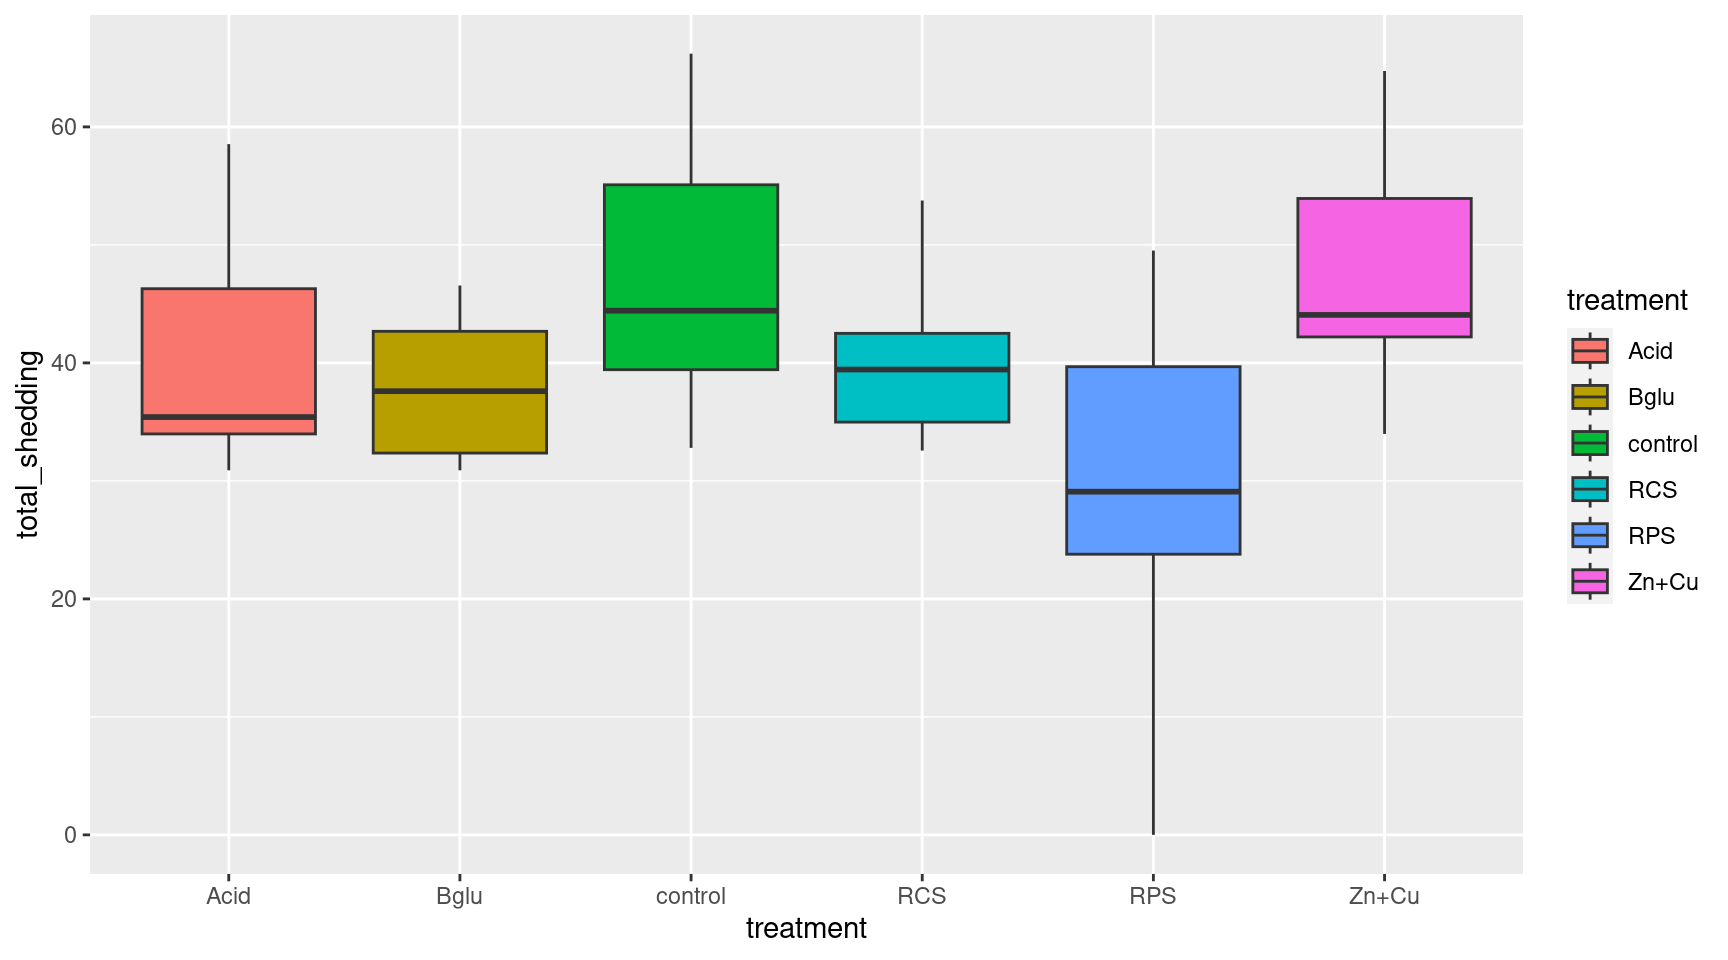 total_shedding
60
40
20
0
Acid
Bglu
control
RCS
RPS
Zn+Cu
treatment
treatment
Acid
Bglu
control
RCS
RPS
Zn+Cu